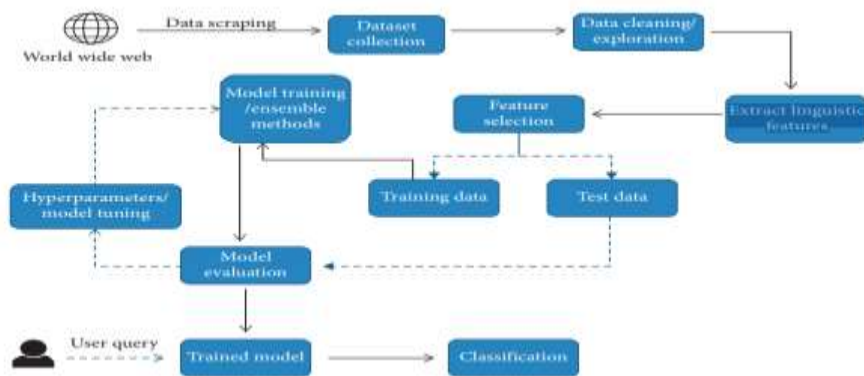 Data scraping
World wide web
Dataset
collection
Data cleaning/
exploration
Model training
/ensemble
methods
Feature
selection
Extract linguistic
features
Hyperparameters/
model tuning
Training data
Test data
Model
evaluation
User query
Trained model
Classification